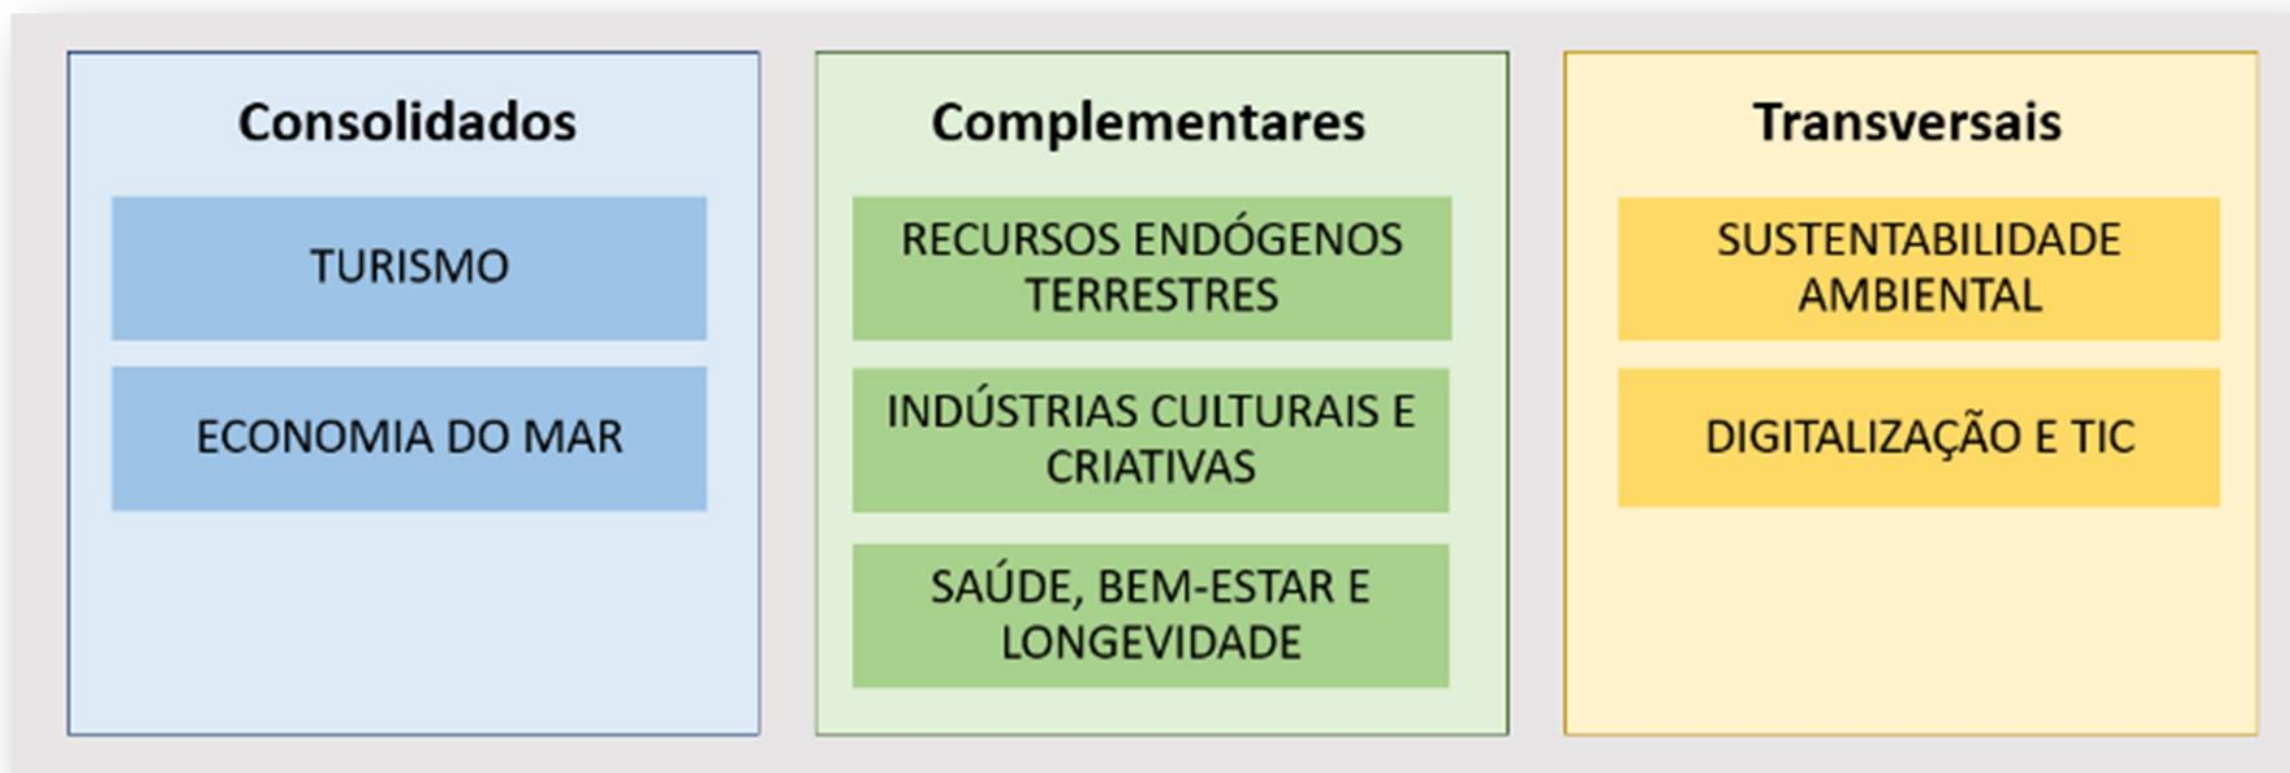 Consolidados
TURISMO
ECONOMIA DO MAR
Complementares
RECURSOS ENDÓGENOS
TERRESTRES
INDÚSTRIAS CULTURAIS E
CRIATIVAS
SAÚDE, BEM-ESTAR E
LONGEVIDADE
Transversais
SUSTENTABILIDADE
AMBIENTAL
DIGITALIZAÇÃO E TIC